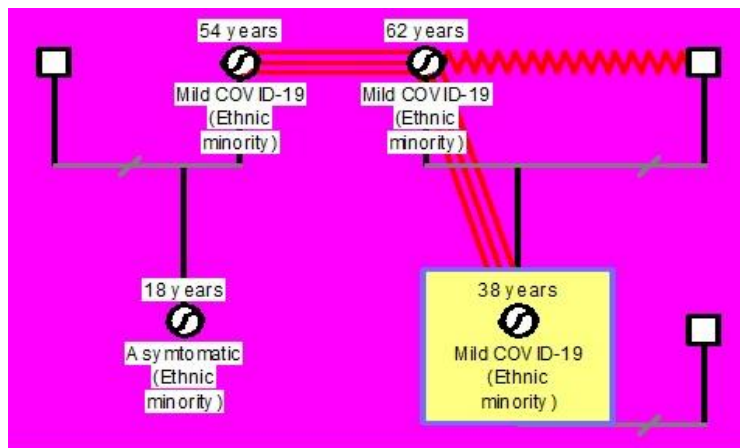 54 years
62 years
Mild COVID-19
(Ethnic
minority)
Mild COVID-19
(Ethnic
minority)
18 years
Asymtomatic
(Ethnic
minority)
38 years
Mild COVID-19
(Ethnic
minority)